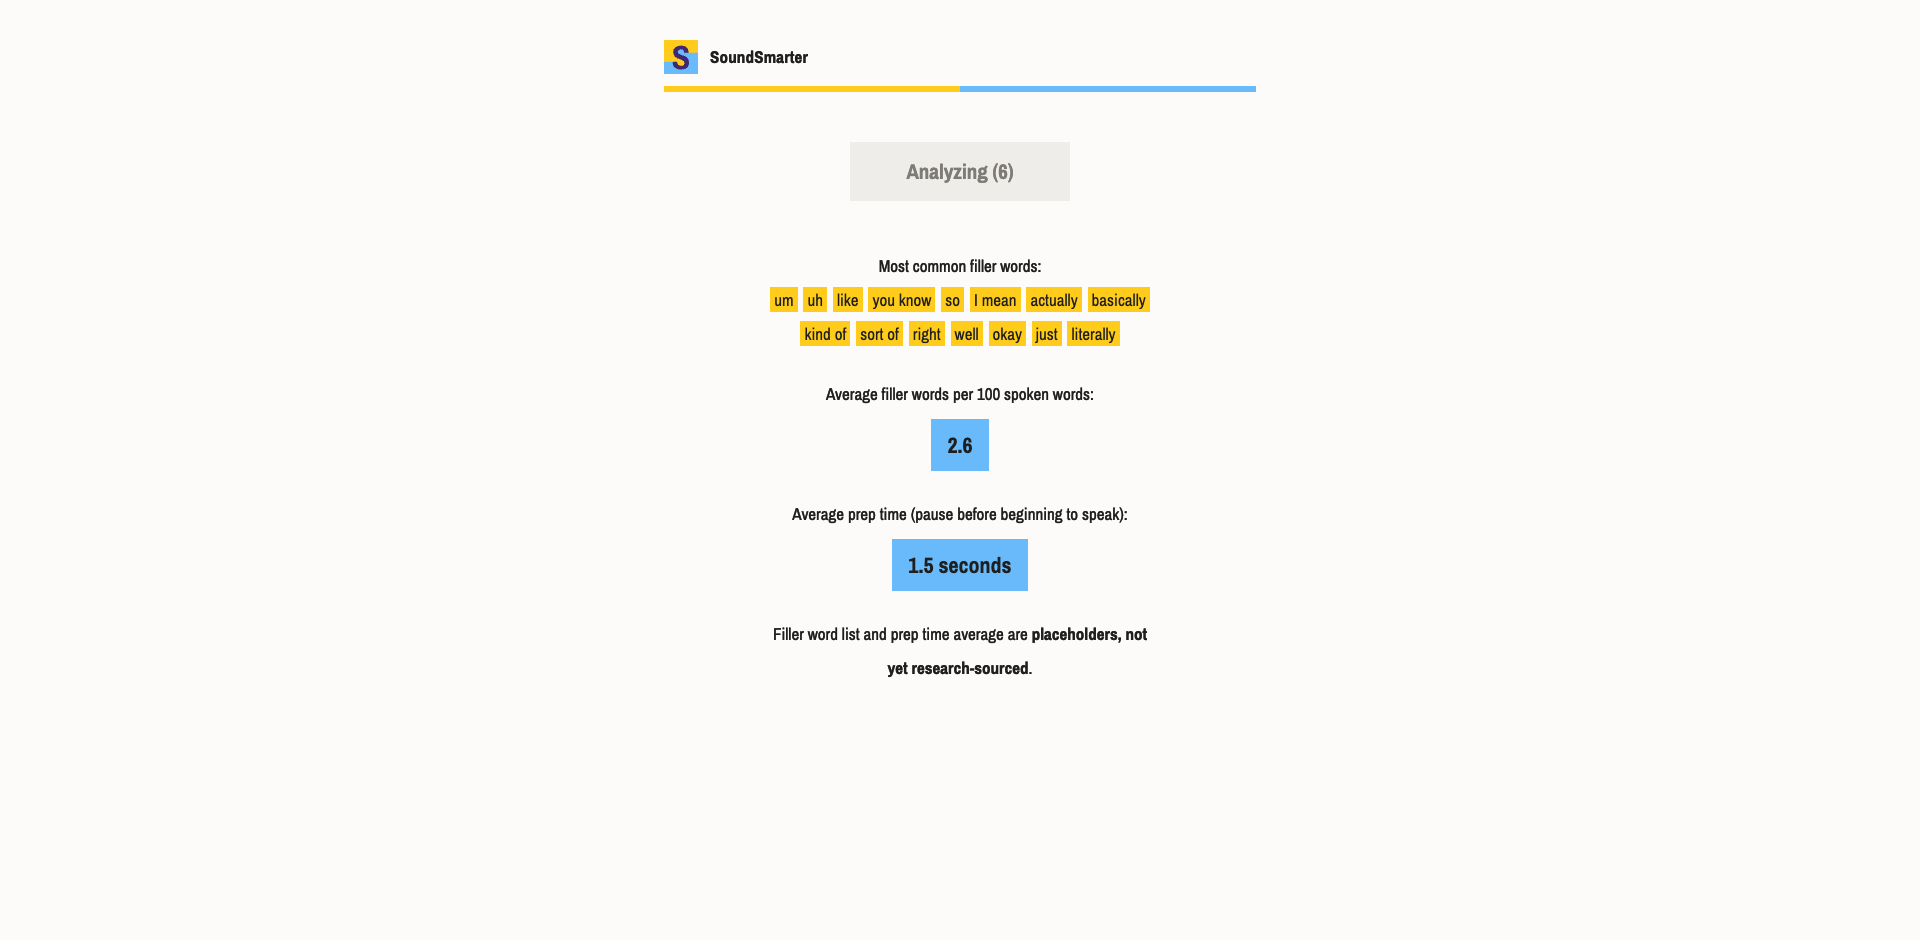 S SoundSmarter
Analyzing (6)
Most common filler words:
um uh like you know so I mean actually basically
kind of sort of right well okay just literally
Average filler words per 100 spoken words:
2.6
Average prep time (pause before beginning to speak):
1.5 seconds
Filler word list and prep time average are placeholders, not
yet research-sourced.